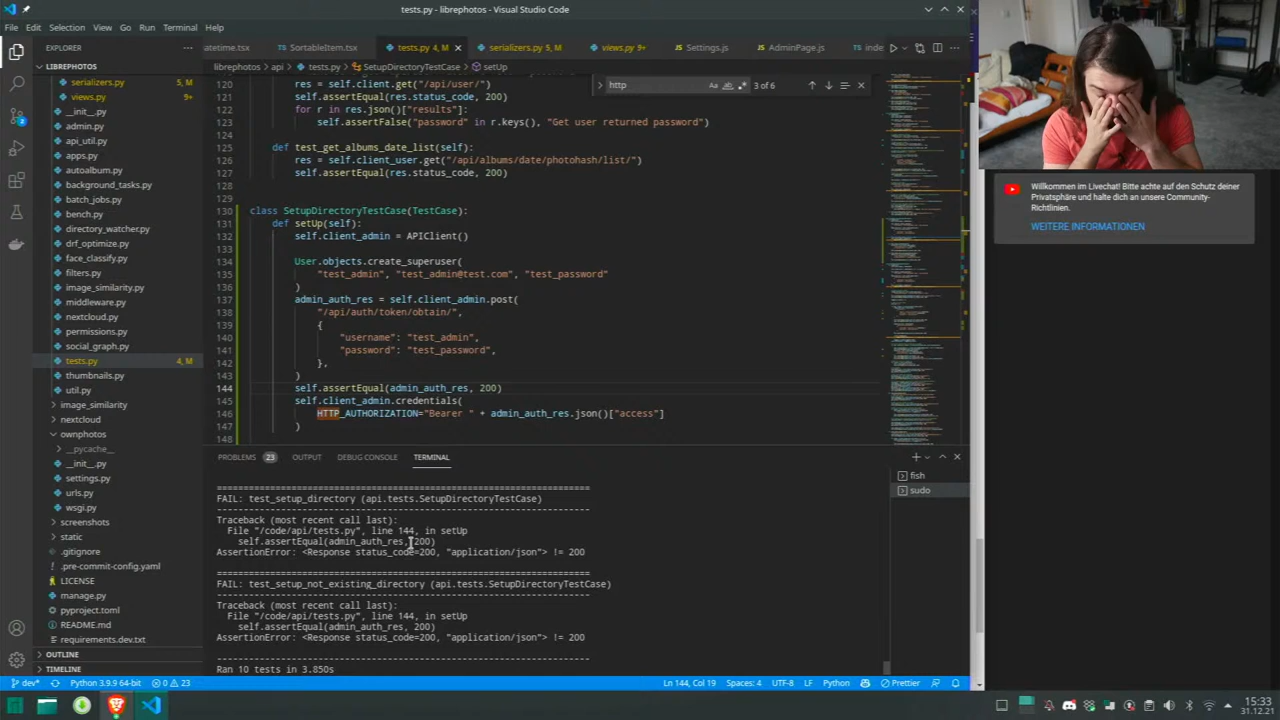 tests.py - librephotos - Visual Studio Code
File Edit Selection View Go Run Terminal Help
EXPLORER
datetime.tsx SortableItem.tsx tests.py 4, M serializers.py 5, M views.py 9+ Settings.js AdminPage.js
LIBREPHOTOS
librephotos > api > tests.py > SetupDirectoryTestCase > setUp
serializers.py 5, M
views.py 9+
__init__.py
admin.py
api_util.py
apps.py
autoalbum.py
background_tasks.py
batch_jobs.py
bench.py
directory_watcher.py
drf_optimize.py
face_classify.py
filters.py
image_similarity.py
middleware.py
nextcloud.py
permissions.py
social_graph.py
tests.py 4, M
thumbnails.py
util.py
image_similarity
nextcloud
ownphotos
__pycache__
__init__.py
settings.py
urls.py
wsgi.py
screenshots
static
.gitignore
.pre-commit-config.yaml
LICENSE
manage.py
pyproject.toml
README.md
requirements.dev.txt
OUTLINE
TIMELINE
http 3 of 6
120 res = self.client.get("/api/user/")
121 self.assertEqual(res.status_code, 200)
122 for r in res.json()["results"]:
123 self.assertFalse("password" in r.keys(), "Get user returned password")
124
125 def test_get_albums_date_list(self):
126 res = self.client_user.get("/api/albums/date/photohash/list/")
127 self.assertEqual(res.status_code, 200)
128
129
130 class SetupDirectoryTestCase(TestCase):
131 def setUp(self):
132 self.client_admin = APIClient()
133
134 User.objects.create_superuser(
135 "test_admin", "test_admin@test.com", "test_password"
136 )
137 admin_auth_res = self.client_admin.post(
138 "/api/auth/token/obtain/",
139 {
140 "username": "test_admin",
141 "password": "test_password",
142 },
143 )
144 self.assertEqual(admin_auth_res, 200)
145 self.client_admin.credentials(
146 HTTP_AUTHORIZATION="Bearer " + admin_auth_res.json()["access"]
147 )
148
PROBLEMS 23 OUTPUT DEBUG CONSOLE TERMINAL
fish
sudo
FAIL: test_setup_directory (api.tests.SetupDirectoryTestCase)
Traceback (most recent call last):
File "/code/api/tests.py", line 144, in setUp
self.assertEqual(admin_auth_res, 200)
AssertionError: <Response status_code=200, "application/json"> != 200
FAIL: test_setup_not_existing_directory (api.tests.SetupDirectoryTestCase)
Traceback (most recent call last):
File "/code/api/tests.py", line 144, in setUp
self.assertEqual(admin_auth_res, 200)
AssertionError: <Response status_code=200, "application/json"> != 200
Ran 10 tests in 3.850s
dev* Python 3.9.9 64-bit 0 23 Ln 144, Col 19 Spaces: 4 UTF-8 LF Python Prettier
Willkommen im Livechat! Bitte achte auf den Schutz deiner
Privatsphäre und halte dich an unsere Community-
Richtlinien.
WEITERE INFORMATIONEN
15:33
31.12.21